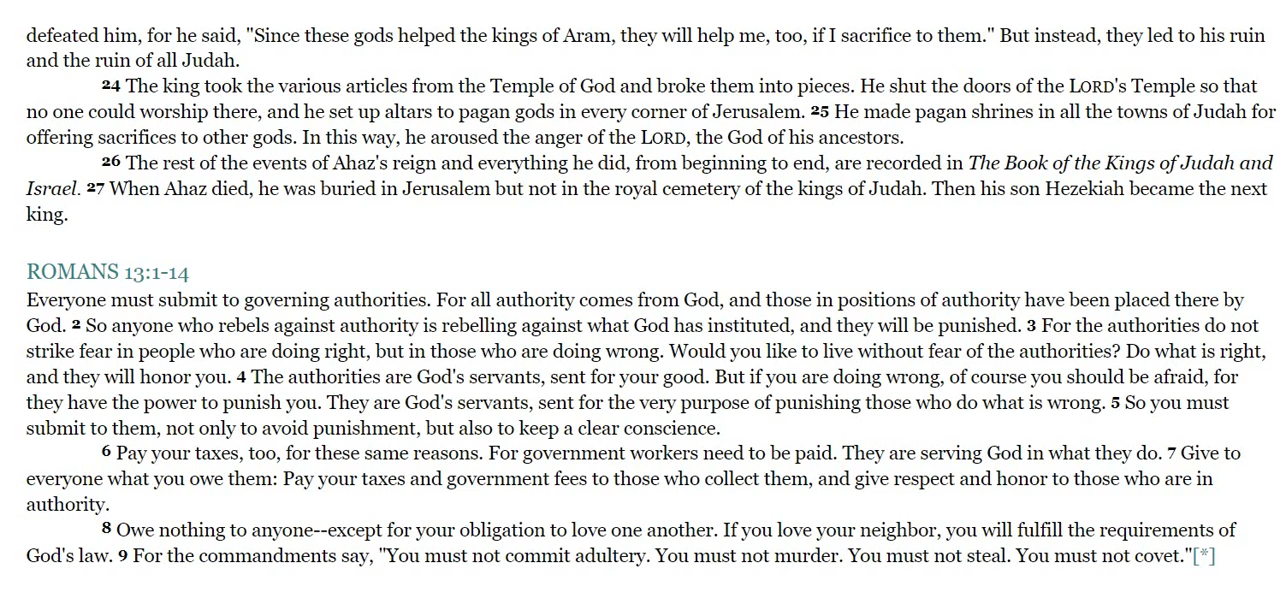 defeated him, for he said, "Since these gods helped the kings of Aram, they will help me, too, if I sacrifice to them." But instead, they led to his ruin
and the ruin of all Judah.
24 The king took the various articles from the Temple of God and broke them into pieces. He shut the doors of the LORD's Temple so that
no one could worship there, and he set up altars to pagan gods in every corner of Jerusalem. 25 He made pagan shrines in all the towns of Judah for
offering sacrifices to other gods. In this way, he aroused the anger of the LORD, the God of his ancestors.
26 The rest of the events of Ahaz's reign and everything he did, from beginning to end, are recorded in The Book of the Kings of Judah and
Israel. 27 When Ahaz died, he was buried in Jerusalem but not in the royal cemetery of the kings of Judah. Then his son Hezekiah became the next
king.
ROMANS 13:1-14
Everyone must submit to governing authorities. For all authority comes from God, and those in positions of authority have been placed there by
God. 2 So anyone who rebels against authority is rebelling against what God has instituted, and they will be punished. 3 For the authorities do not
strike fear in people who are doing right, but in those who are doing wrong. Would you like to live without fear of the authorities? Do what is right,
and they will honor you. 4 The authorities are God's servants, sent for your good. But if you are doing wrong, of course you should be afraid, for
they have the power to punish you. They are God's servants, sent for the very purpose of punishing those who do what is wrong. 5 So you must
submit to them, not only to avoid punishment, but also to keep a clear conscience.
6 Pay your taxes, too, for these same reasons. For government workers need to be paid. They are serving God in what they do. 7 Give to
everyone what you owe them: Pay your taxes and government fees to those who collect them, and give respect and honor to those who are in
authority.
8 Owe nothing to anyone--except for your obligation to love one another. If you love your neighbor, you will fulfill the requirements of
God's law. 9 For the commandments say, "You must not commit adultery. You must not murder. You must not steal. You must not covet."[*]